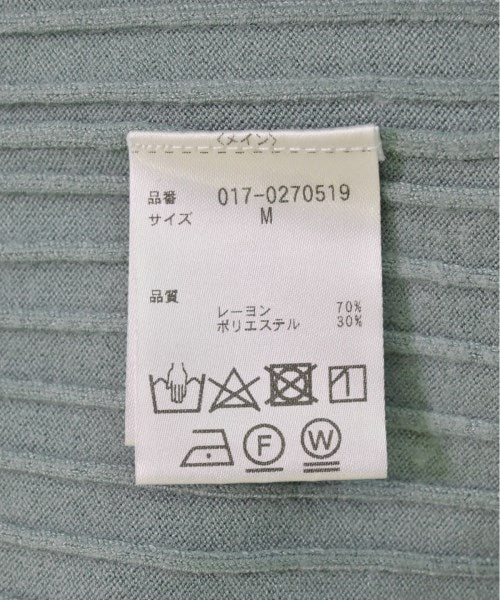 〈メイン〉
品番 017-0270519
サイズ M
品質
レーヨン 70%
ポリエステル 30%
F W